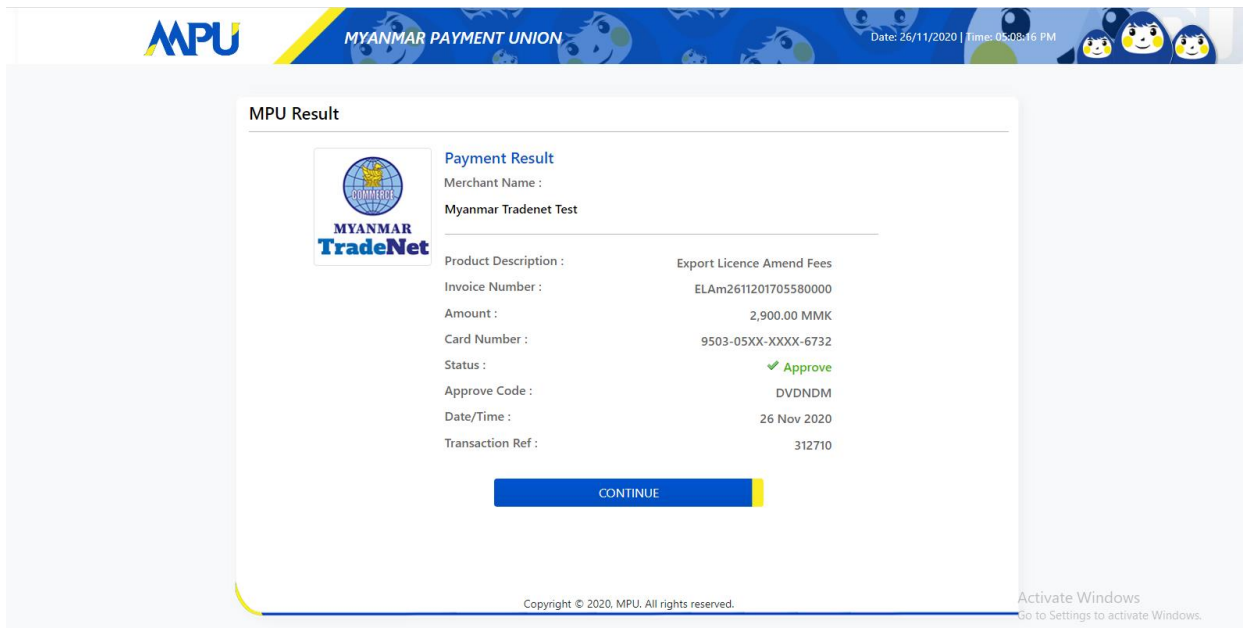 MPU
MYANMAR PAYMENT UNION
Date: 26/11/2020 | Time: 05:08:16 PM
MPU Result
COMMERCE
MYANMAR
TradeNet
Payment Result
Merchant Name :
Myanmar Tradenet Test
Product Description : Export Licence Amend Fees
Invoice Number : ELAm2611201705580000
Amount : 2,900.00 MMK
Card Number : 9503-05XX-XXXX-6732
Status : Approve
Approve Code : DVDNDM
Date/Time : 26 Nov 2020
Transaction Ref : 312710
CONTINUE
Copyright © 2020, MPU. All rights reserved.
Activate Windows
Go to Settings to activate Windows.